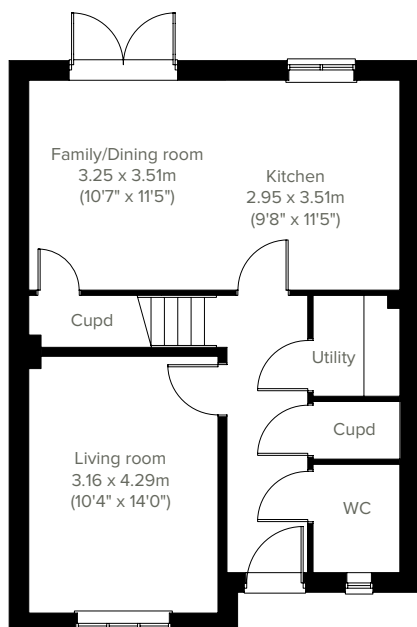 Family/Dining room
3.25 x 3.51m
(10'7" x 11'5")
Kitchen
2.95 x 3.51m
(9'8" x 11'5")
Cupd
Utility
Cupd
Living room
3.16 x 4.29m
(10'4" x 14'0")
WC